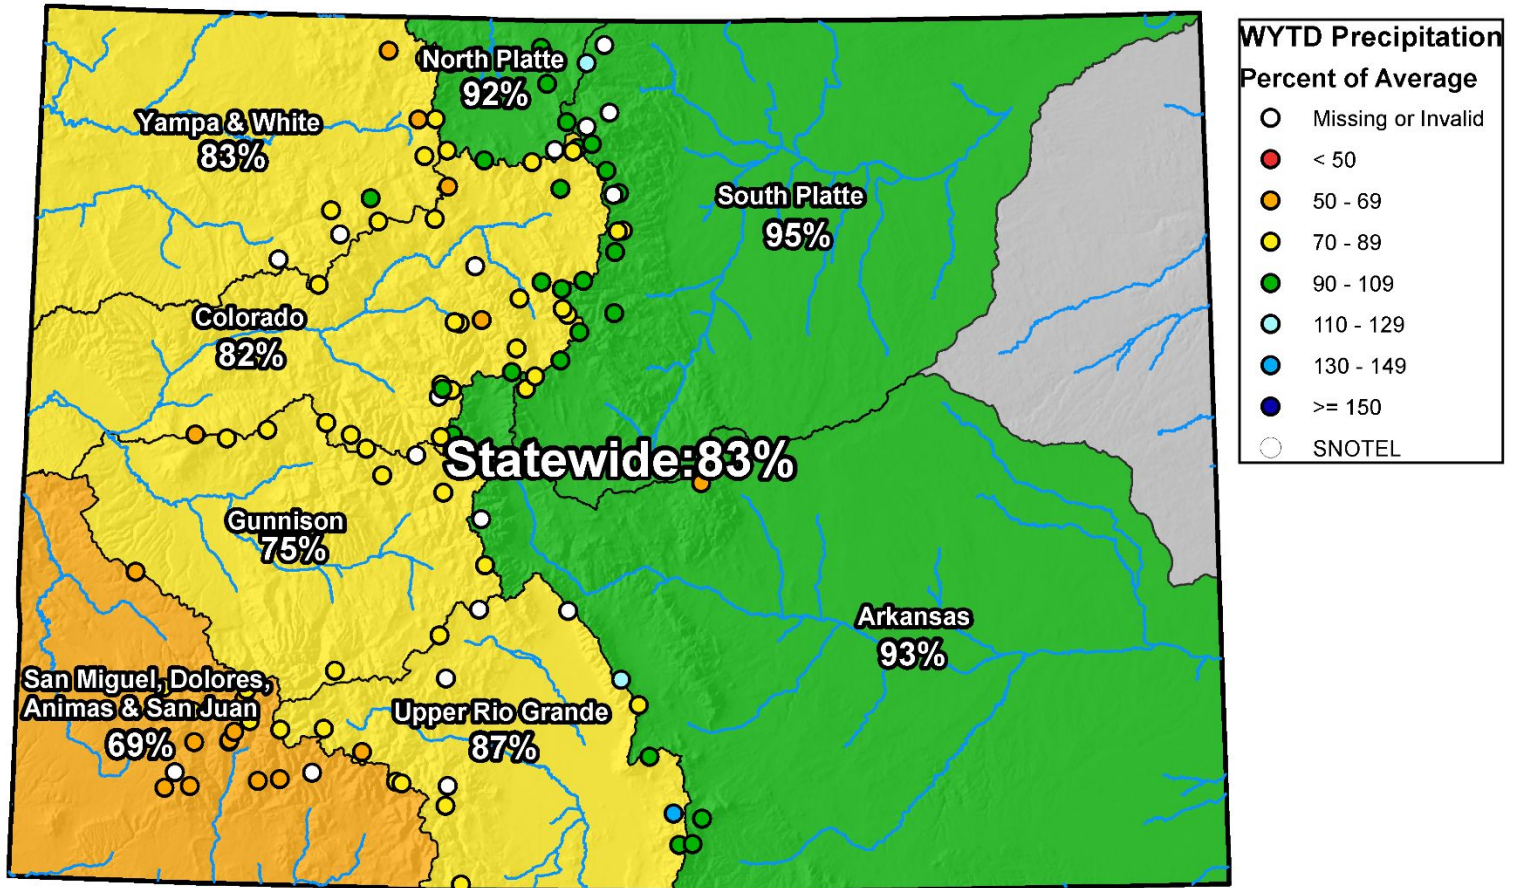 North Platte
92%
Yampa & White
83%
South Platte
95%
Colorado
82%
Statewide:83%
Gunnison
75%
Arkansas
93%
San Miguel, Dolores,
Animas & San Juan
69%
Upper Rio Grande
87%
WYTD Precipitation
Percent of Average
Missing or Invalid
< 50
50 - 69
70 - 89
90 - 109
110 - 129
130 - 149
>= 150
SNOTEL